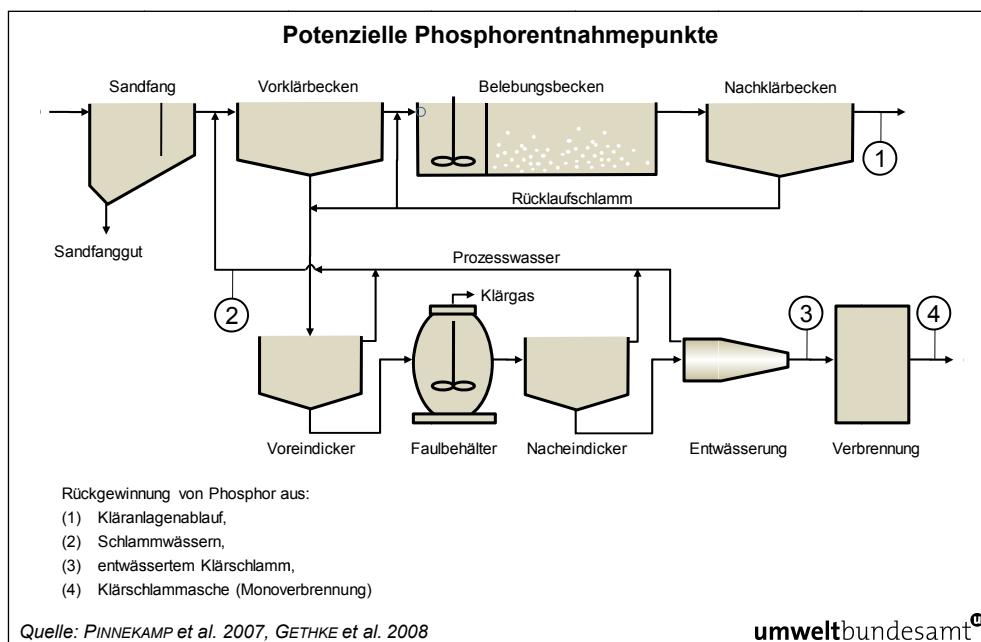 Potenzielle Phosphorentnahmepunkte
Sandfang
Vorklärbecken
Belebungsbecken
Nachklärbecken
1
Rücklaufschlamm
Sandfanggut
Prozesswasser
2
Klärgas
3
4
Voreindicker
Faulbehälter
Nacheindicker
Entwässerung
Verbrennung
Rückgewinnung von Phosphor aus:
(1) Kläranlagenablauf,
(2) Schlammwässern,
(3) entwässertem Klärschlamm,
(4) Klärschlammasche (Monoverbrennung)
Quelle: PINNEKAMP et al. 2007, GETHKE et al. 2008
umweltbundesamt
u